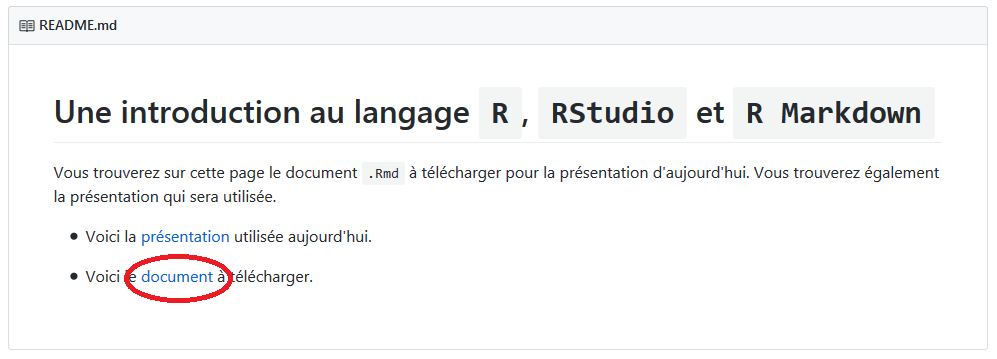 README.md
Une introduction au langage R, RStudio et R Markdown
Vous trouverez sur cette page le document .Rmd à télécharger pour la présentation d'aujourd'hui. Vous trouverez également
la présentation qui sera utilisée.
• Voici la présentation utilisée aujourd'hui.
• Voici le document à télécharger.